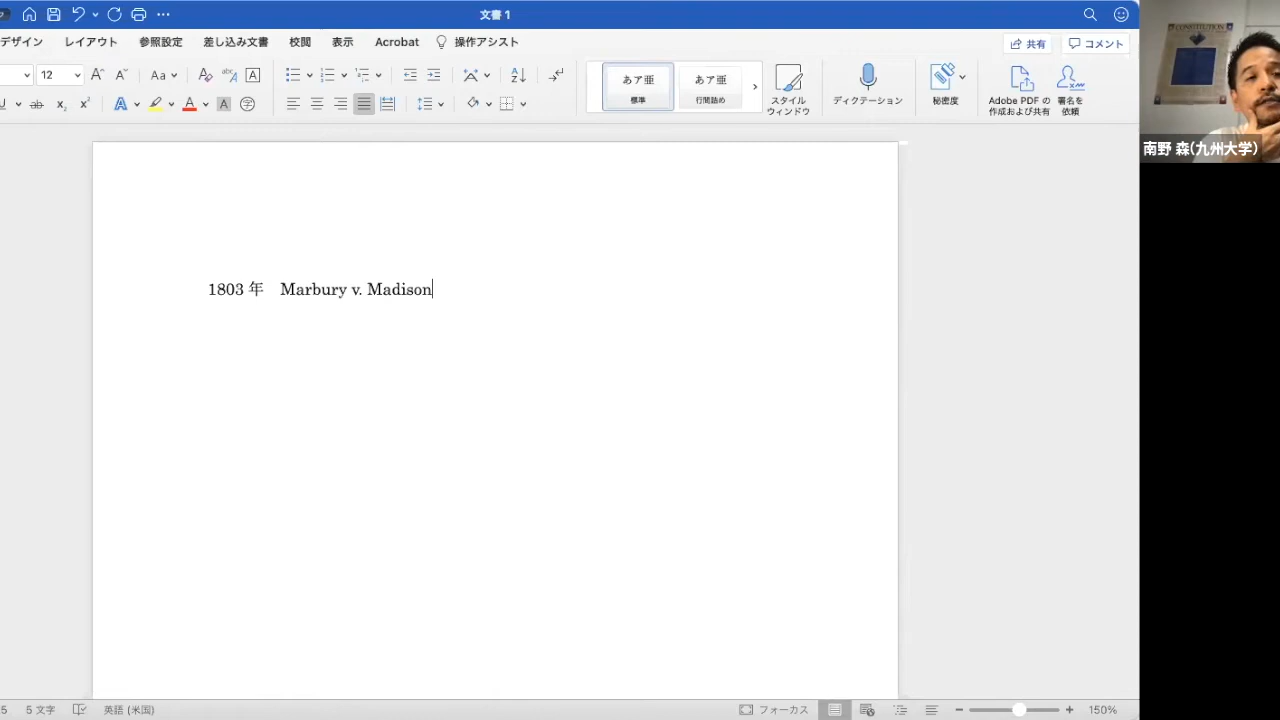 文書 1
デザイン レイアウト 参照設定 差し込み文書 校閲 表示 Acrobat 操作アシスト
共有 コメント
12
Aa
あア亜 標準
あア亜 行間詰め
スタイル
ウィンドウ
ディクテーション
秘密度
Adobe PDF の
作成および共有
署名を
依頼
CONSTITUTION
南野 森(九州大学)
1803 年 Marbury v. Madison
5 文字 英語 (米国)
フォーカス
150%